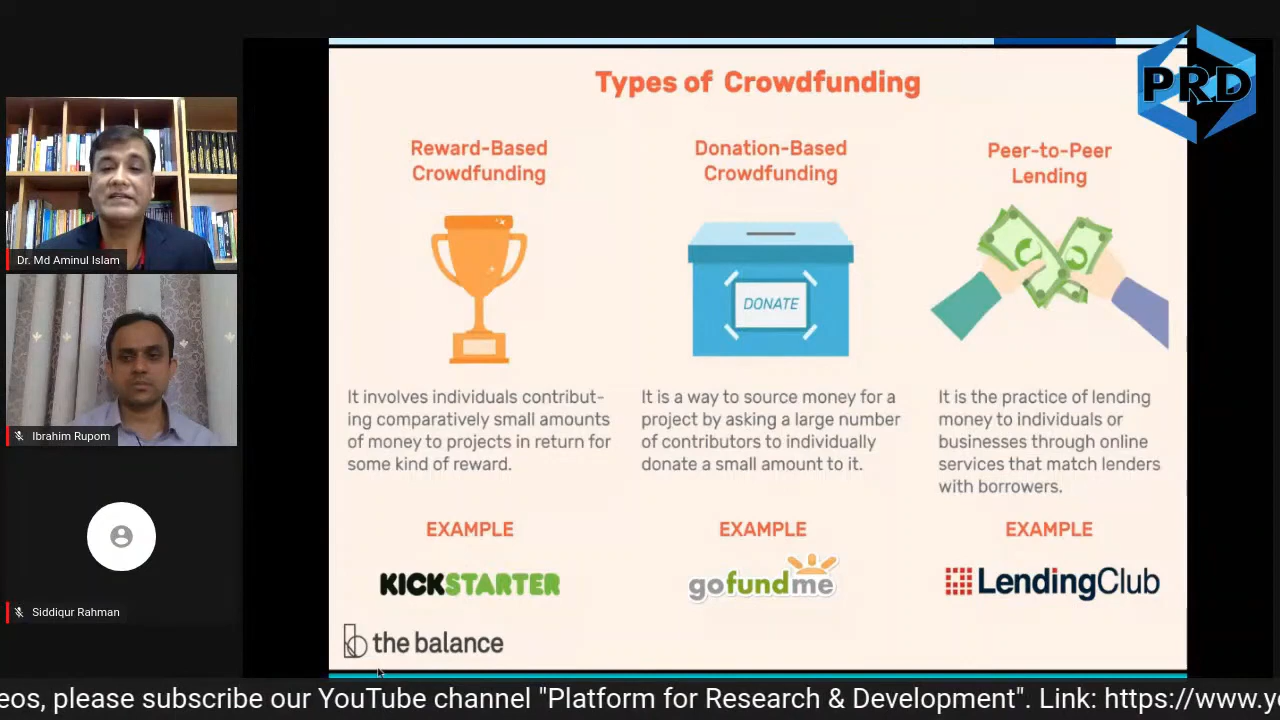 Types of Crowdfunding
PRD
Reward-Based
Crowdfunding
Donation-Based
Crowdfunding
Peer-to-Peer
Lending
DONATE
It involves individuals contribut-
ing comparatively small amounts
of money to projects in return for
some kind of reward.
It is a way to source money for a
project by asking a large number
of contributors to individually
donate a small amount to it.
It is the practice of lending
money to individuals or
businesses through online
services that match lenders
with borrowers.
EXAMPLE
KICKSTARTER
EXAMPLE
gofundme
EXAMPLE
LendingClub
b the balance
Dr. Md Aminul Islam
Ibrahim Rupom
Siddiqur Rahman
eos, please subscribe our YouTube channel "Platform for Research & Development". Link: https://www.yo